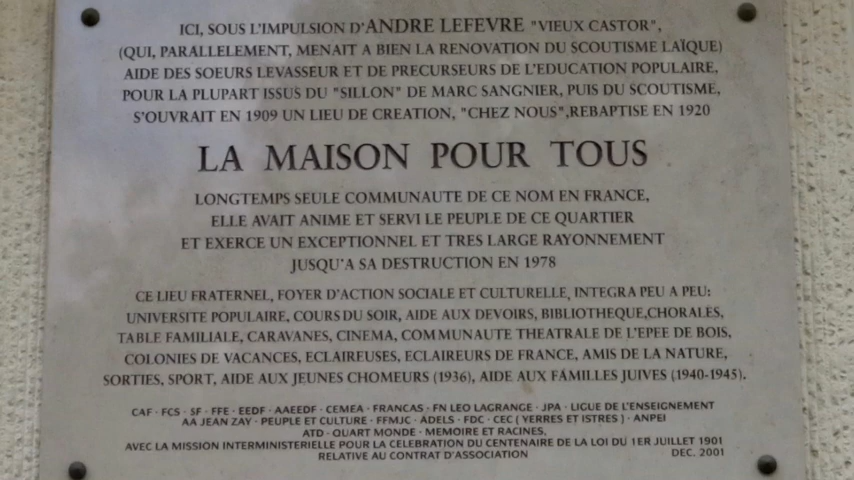 ICI, SOUS L'IMPULSION D'ANDRE LEFEVRE "VIEUX CASTOR",
(QUI, PARALLELEMENT, MENAIT A BIEN LA RENOVATION DU SCOUTISME LAÏQUE)
AIDE DES SOEURS LEVASSEUR ET DE PRECURSEURS DE L'EDUCATION POPULAIRE,
POUR LA PLUPART ISSUS DU "SILLON" DE MARC SANGNIER, PUIS DU SCOUTISME,
S'OUVRAIT EN 1909 UN LIEU DE CREATION, "CHEZ NOUS",REBAPTISE EN 1920
LA MAISON POUR TOUS
LONGTEMPS SEULE COMMUNAUTE DE CE NOM EN FRANCE,
ELLE AVAIT ANIME ET SERVI LE PEUPLE DE CE QUARTIER
ET EXERCE UN EXCEPTIONNEL ET TRES LARGE RAYONNEMENT
JUSQU'A SA DESTRUCTION EN 1978
CE LIEU FRATERNEL, FOYER D'ACTION SOCIALE ET CULTURELLE, INTEGRA PEU A PEU:
UNIVERSITE POPULAIRE, COURS DU SOIR, AIDE AUX DEVOIRS, BIBLIOTHEQUE,CHORALES,
TABLE FAMILIALE, CARAVANES, CINEMA, COMMUNAUTE THEATRALE DE L'EPEE DE BOIS,
COLONIES DE VACANCES, ECLAIREUSES, ECLAIREURS DE FRANCE, AMIS DE LA NATURE,
SORTIES, SPORT, AIDE AUX JEUNES CHOMEURS (1936), AIDE AUX FAMILLES JUIVES (1940-1945).
CAF · FCS · SF · FFE · EEDF · AAEEDF · CEMEA · FRANCAS · FN LEO LAGRANGE · JPA · LIGUE DE L'ENSEIGNEMENT
AA JEAN ZAY · PEUPLE ET CULTURE · FFMJC · ADELS · FDC · CEC ( YERRES ET ISTRES ) · ANPEI
ATD · QUART MONDE · MEMOIRE ET RACINES.
AVEC LA MISSION INTERMINISTERIELLE POUR LA CELEBRATION DU CENTENAIRE DE LA LOI DU 1ER JUILLET 1901
RELATIVE AU CONTRAT D'ASSOCIATION DEC. 2001